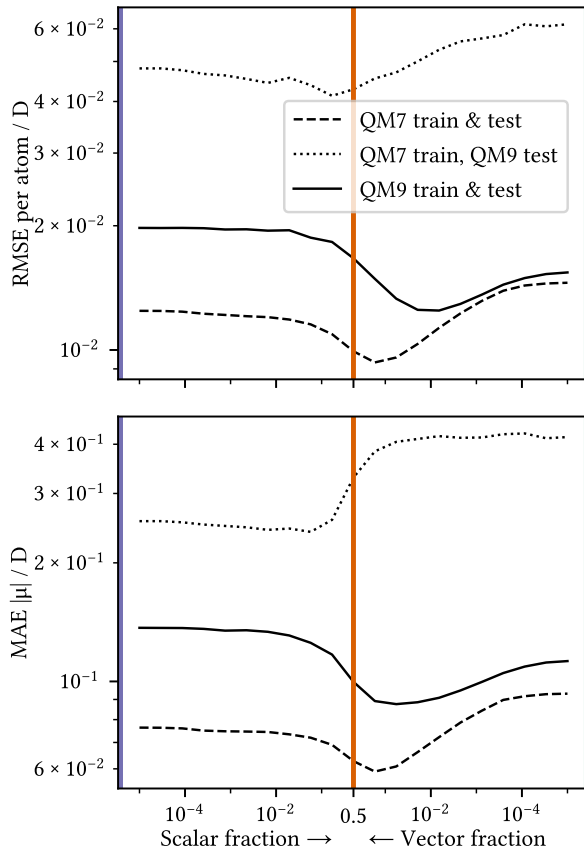 6 × 10⁻²
4 × 10⁻²
3 × 10⁻²
2 × 10⁻²
10⁻²
RMSE per atom / D
QM7 train & test
QM7 train, QM9 test
QM9 train & test
4 × 10⁻¹
3 × 10⁻¹
2 × 10⁻¹
10⁻¹
6 × 10⁻²
MAE |μ| / D
10⁻⁴ 10⁻² 0.5 10⁻² 10⁻⁴
Scalar fraction → ← Vector fraction